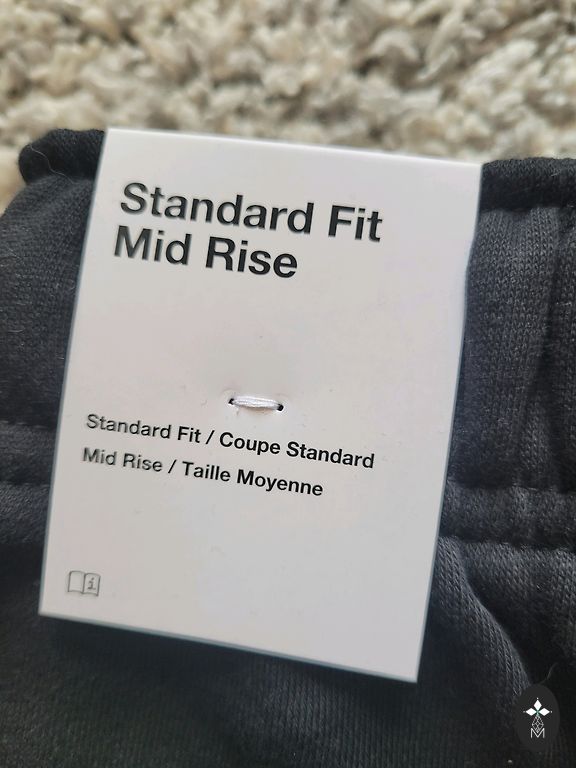 Standard Fit
Mid Rise
Standard Fit / Coupe Standard
Mid Rise / Taille Moyenne
i
M